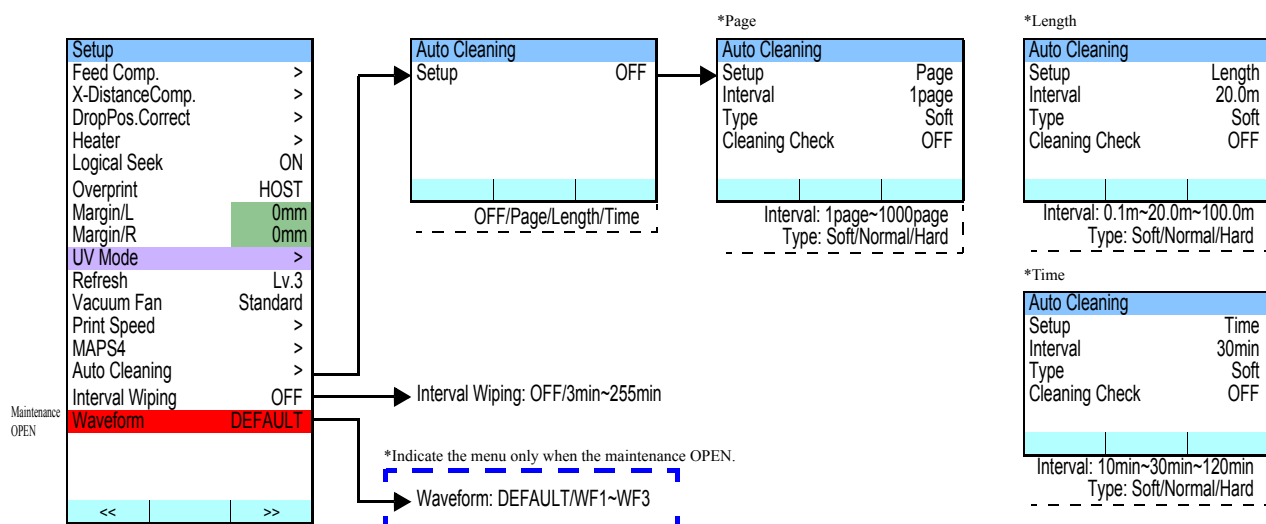 Setup
Feed Comp. >
X-DistanceComp. >
DropPos.Correct >
Heater >
Logical Seek ON
Overprint HOST
Margin/L 0mm
Margin/R 0mm
UV Mode >
Refresh Lv.3
Vacuum Fan Standard
Print Speed >
MAPS4 >
Auto Cleaning >
Interval Wiping OFF
Maintenance
OPEN
Waveform DEFAULT
<< >>
Auto Cleaning
Setup OFF
OFF/Page/Length/Time
Interval Wiping: OFF/3min~255min
*Indicate the menu only when the maintenance OPEN.
Waveform: DEFAULT/WF1~WF3
*Page
Auto Cleaning
Setup Page
Interval 1page
Type Soft
Cleaning Check OFF
Interval: 1page~1000page
Type: Soft/Normal/Hard
*Length
Auto Cleaning
Setup Length
Interval 20.0m
Type Soft
Cleaning Check OFF
Interval: 0.1m~20.0m~100.0m
Type: Soft/Normal/Hard
*Time
Auto Cleaning
Setup Time
Interval 30min
Type Soft
Cleaning Check OFF
Interval: 10min~30min~120min
Type: Soft/Normal/Hard